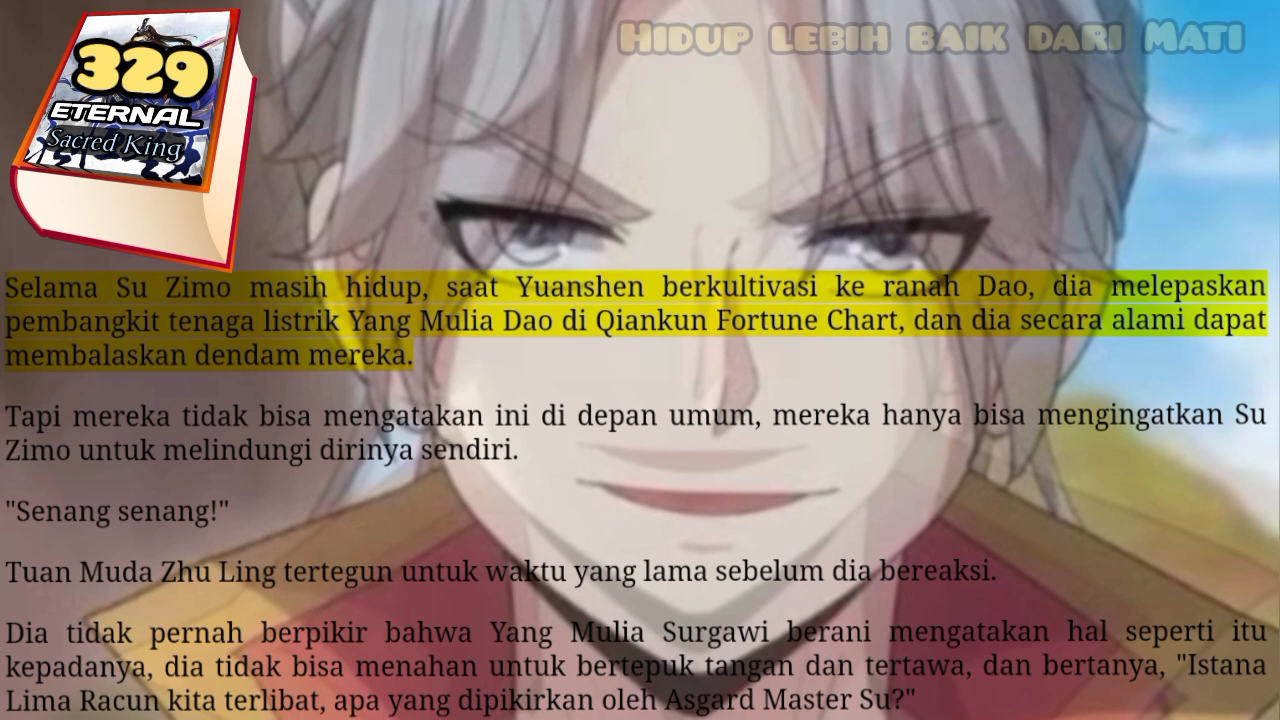 Hidup lebih baik dari Mati
329
ETERNAL
Sacred King
Selama Su Zimo masih hidup, saat Yuanshen berkultivasi ke ranah Dao, dia melepaskan
pembangkit tenaga listrik Yang Mulia Dao di Qiankun Fortune Chart, dan dia secara alami dapat
membalaskan dendam mereka.
Tapi mereka tidak bisa mengatakan ini di depan umum, mereka hanya bisa mengingatkan Su
Zimo untuk melindungi dirinya sendiri.
"Senang senang!"
Tuan Muda Zhu Ling tertegun untuk waktu yang lama sebelum dia bereaksi.
Dia tidak pernah berpikir bahwa Yang Mulia Surgawi berani mengatakan hal seperti itu
kepadanya, dia tidak bisa menahan untuk bertepuk tangan dan tertawa, dan bertanya, "Istana
Lima Racun kita terlibat, apa yang dipikirkan oleh Asgard Master Su?"